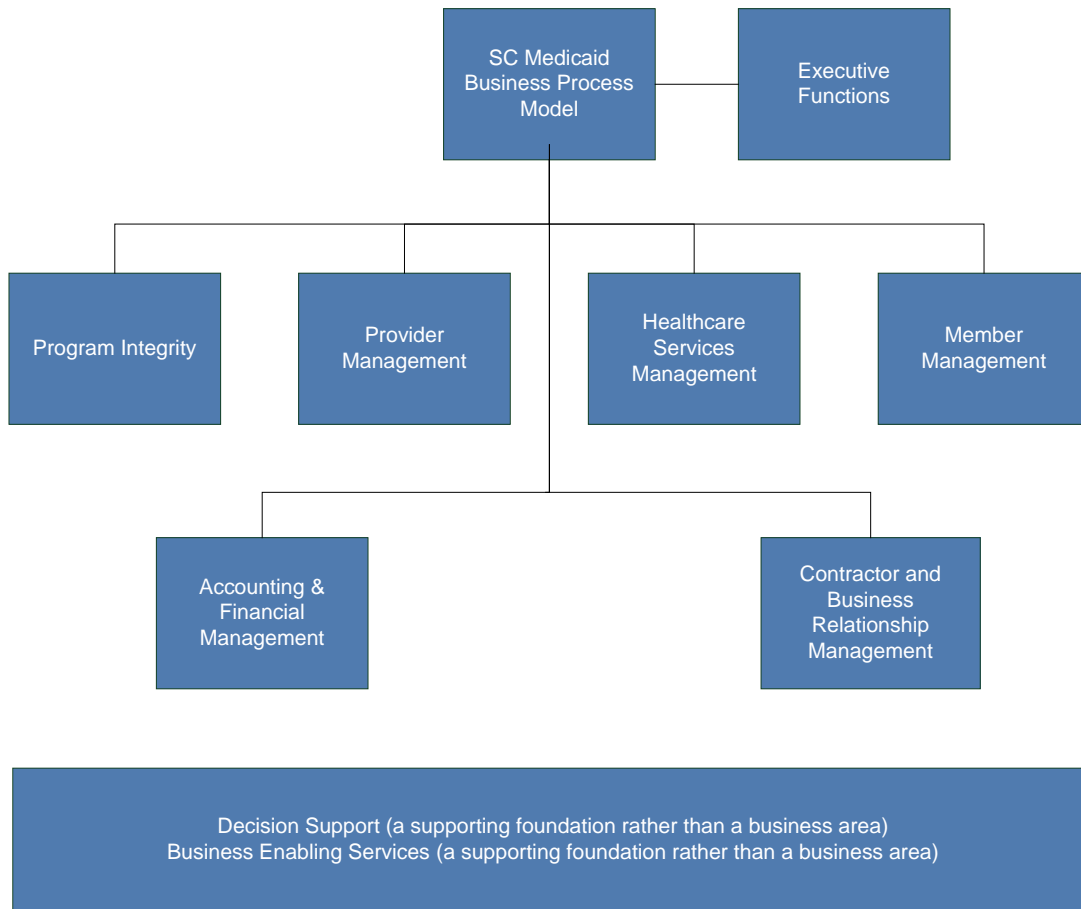 SC Medicaid
Business Process
Model
Executive
Functions
Program Integrity
Provider
Management
Healthcare
Services
Management
Member
Management
Accounting &
Financial
Management
Contractor and
Business
Relationship
Management
Decision Support (a supporting foundation rather than a business area)
Business Enabling Services (a supporting foundation rather than a business area)